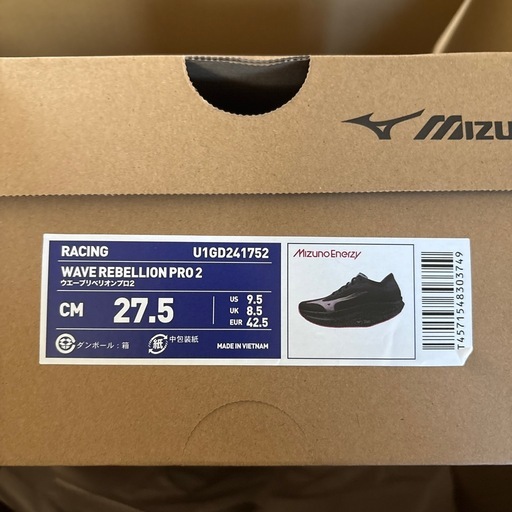 MIZU
RACING U1GD241752
WAVE REBELLION PRO 2
ウエーブリベリオンプロ2
CM 27.5
US 9.5
UK 8.5
EUR 42.5
ダンボール：箱
紙 中包装紙
MADE IN VIETNAM
MizunoEnerzy
T4571548303749